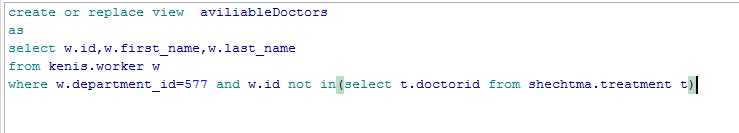 create or replace view  aviliableDoctors
as
select w.id,w.first_name,w.last_name
from kenis.worker w
where w.department_id=577 and w.id not in(select t.doctorid from shechtma.treatment t)